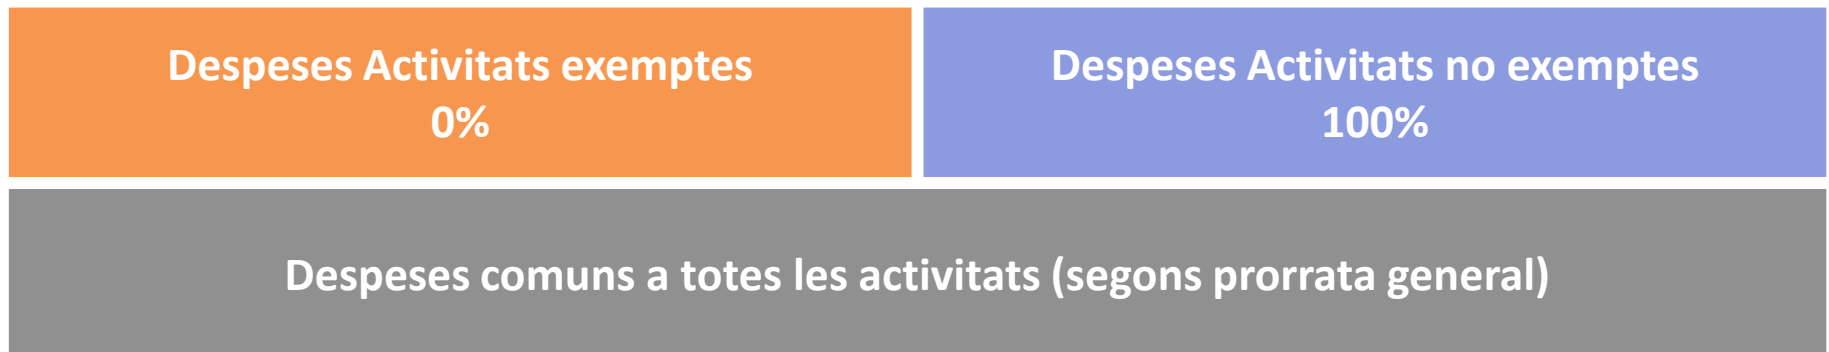 Despeses Activitats exemptes
0%
Despeses Activitats no exemptes
100%
Despeses comuns a totes les activitats (segons prorrata general)